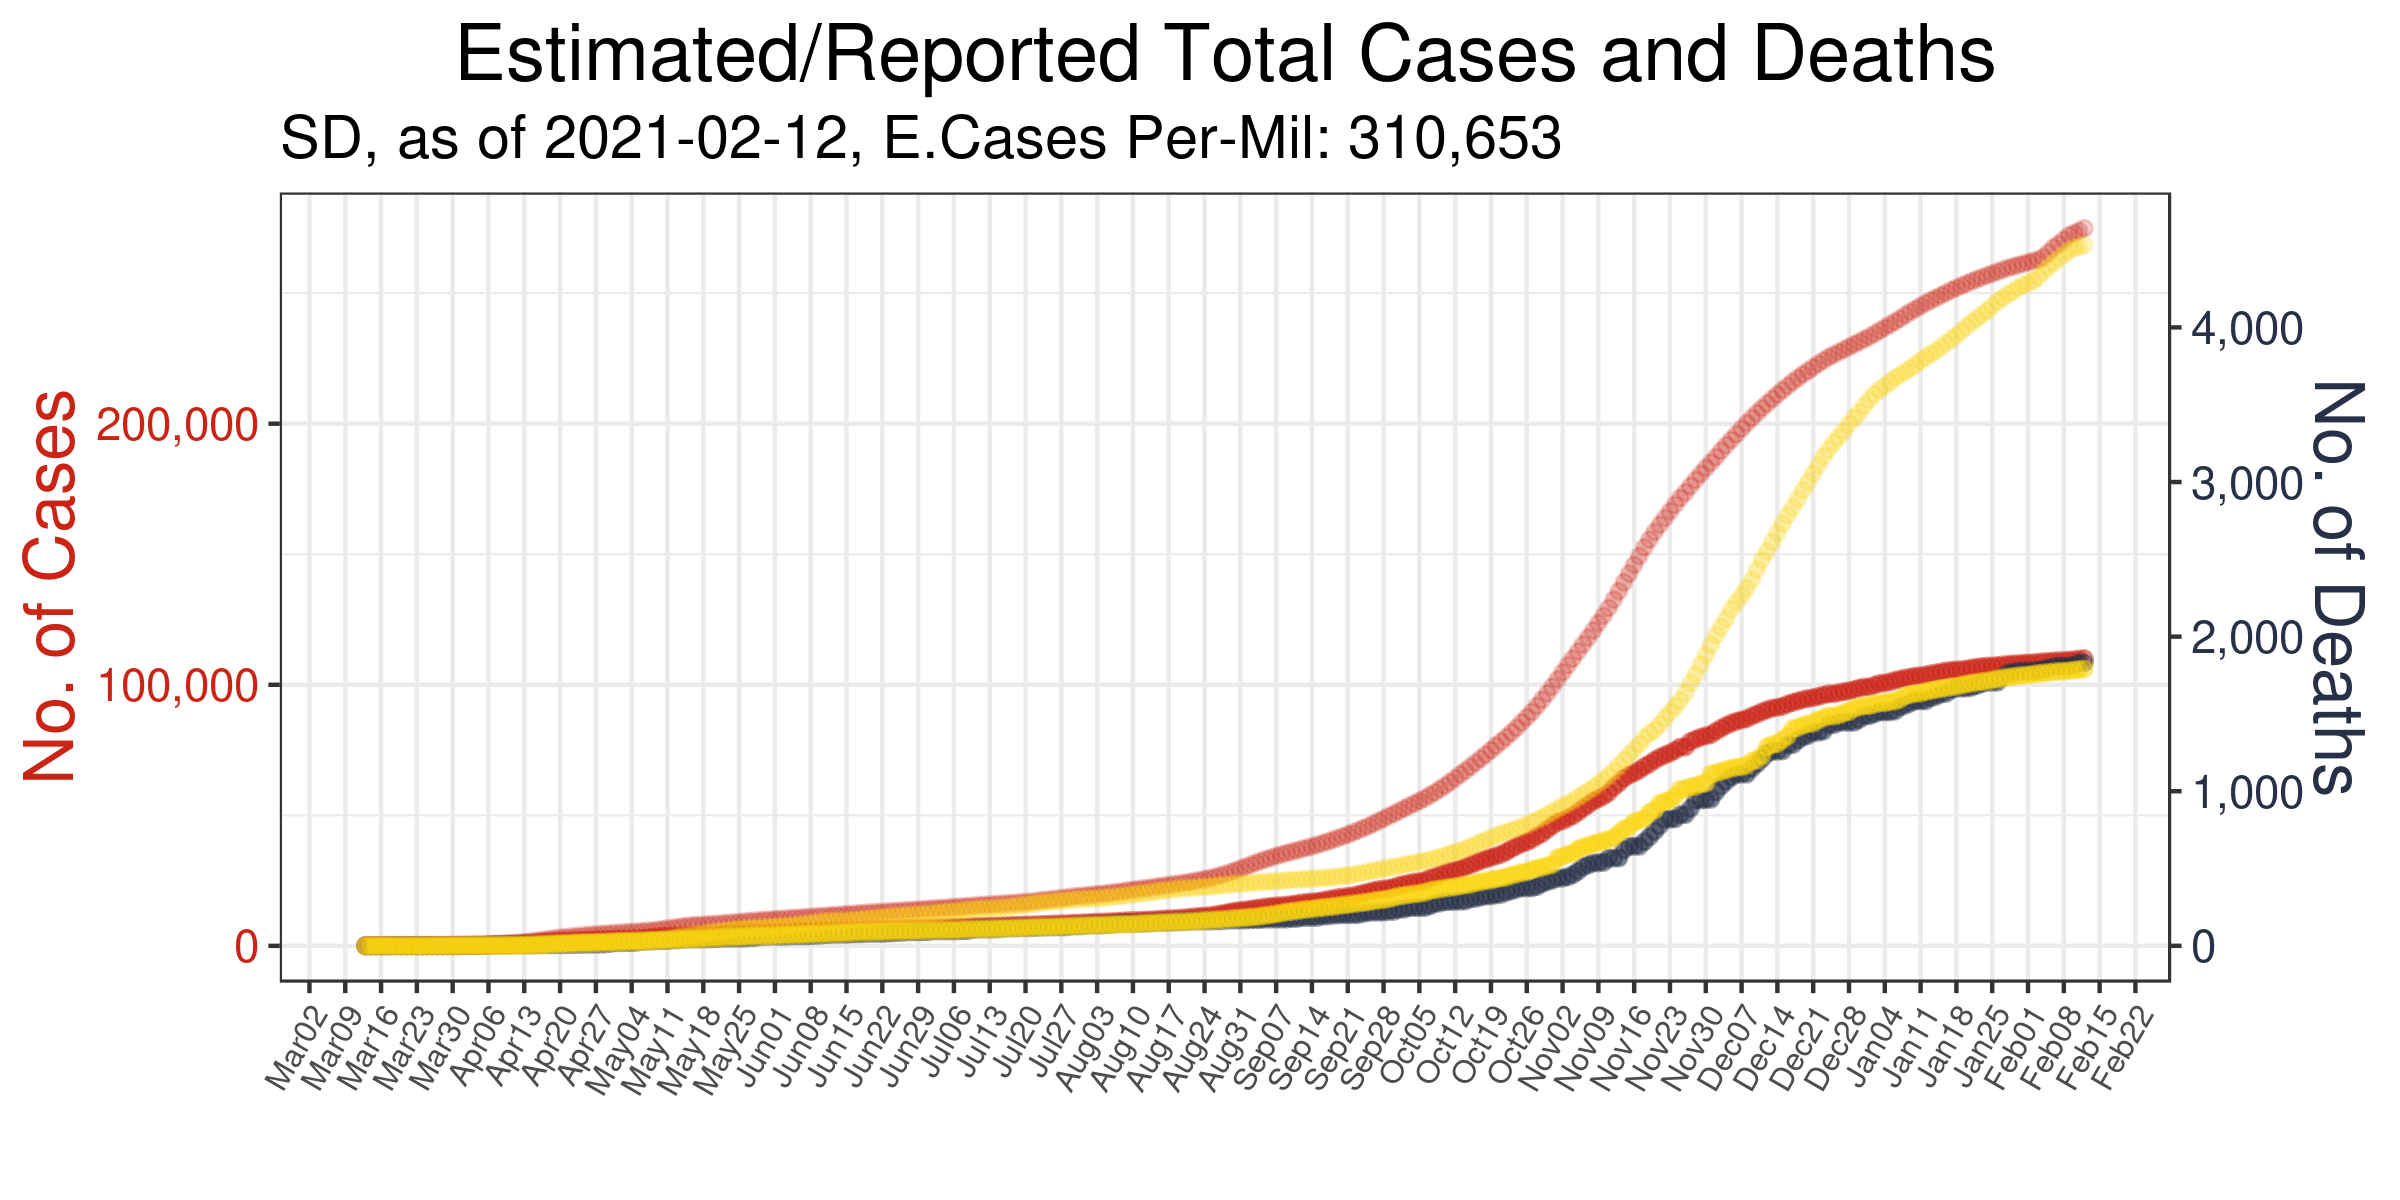 Estimated/Reported Total Cases and Deaths
SD, as of 2021-02-12, E.Cases Per-Mil: 310,653
No. of Cases
200,000
100,000
0
4,000
3,000
2,000
1,000
0
No. of Deaths
Mar02
Mar09
Mar16
Mar23
Mar30
Apr06
Apr13
Apr20
Apr27
May04
May11
May18
May25
Jun01
Jun08
Jun15
Jun22
Jun29
Jul06
Jul13
Jul20
Jul27
Aug03
Aug10
Aug17
Aug24
Aug31
Sep07
Sep14
Sep21
Sep28
Oct05
Oct12
Oct19
Oct26
Nov02
Nov09
Nov16
Nov23
Nov30
Dec07
Dec14
Dec21
Dec28
Jan04
Jan11
Jan18
Jan25
Feb01
Feb08
Feb15
Feb22